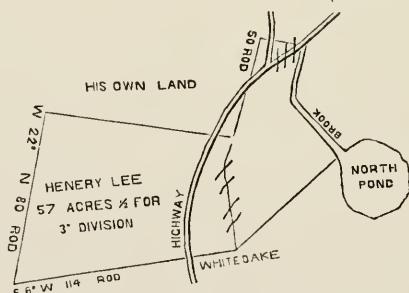 50 ROD
HIS OWN LAND
W 22° N 80 ROD
HENERY LEE
57 ACRES ½ FOR
3° DIVISION
HIGHWAY
BROOK
NORTH
POND
WHITEOAKE
S 6° W 114 ROD